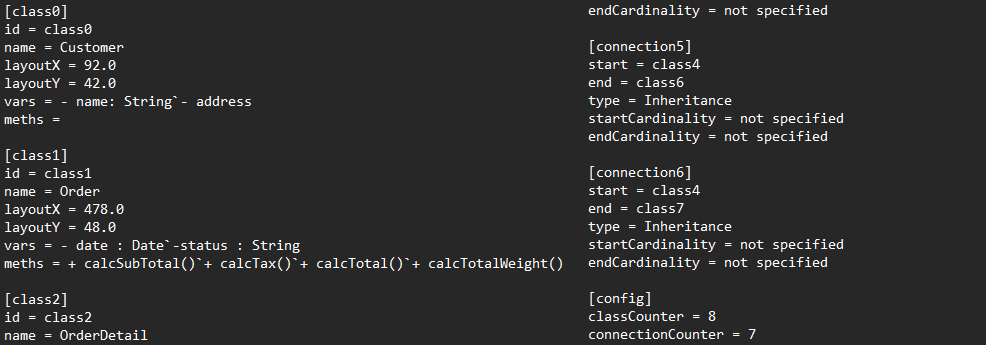 [class0]
id = class0
name = Customer
layoutX = 92.0
layoutY = 42.0
vars = - name: String`- address
meths =
[class1]
id = class1
name = Order
layoutX = 478.0
layoutY = 48.0
vars = - date : Date`-status : String
meths = + calcSubTotal()`+ calcTax()`+ calcTotal()`+ calcTotalWeight()
[class2]
id = class2
name = OrderDetail
endCardinality = not specified
[connection5]
start = class4
end = class6
type = Inheritance
startCardinality = not specified
endCardinality = not specified
[connection6]
start = class4
end = class7
type = Inheritance
startCardinality = not specified
endCardinality = not specified
[config]
classCounter = 8
connectionCounter = 7